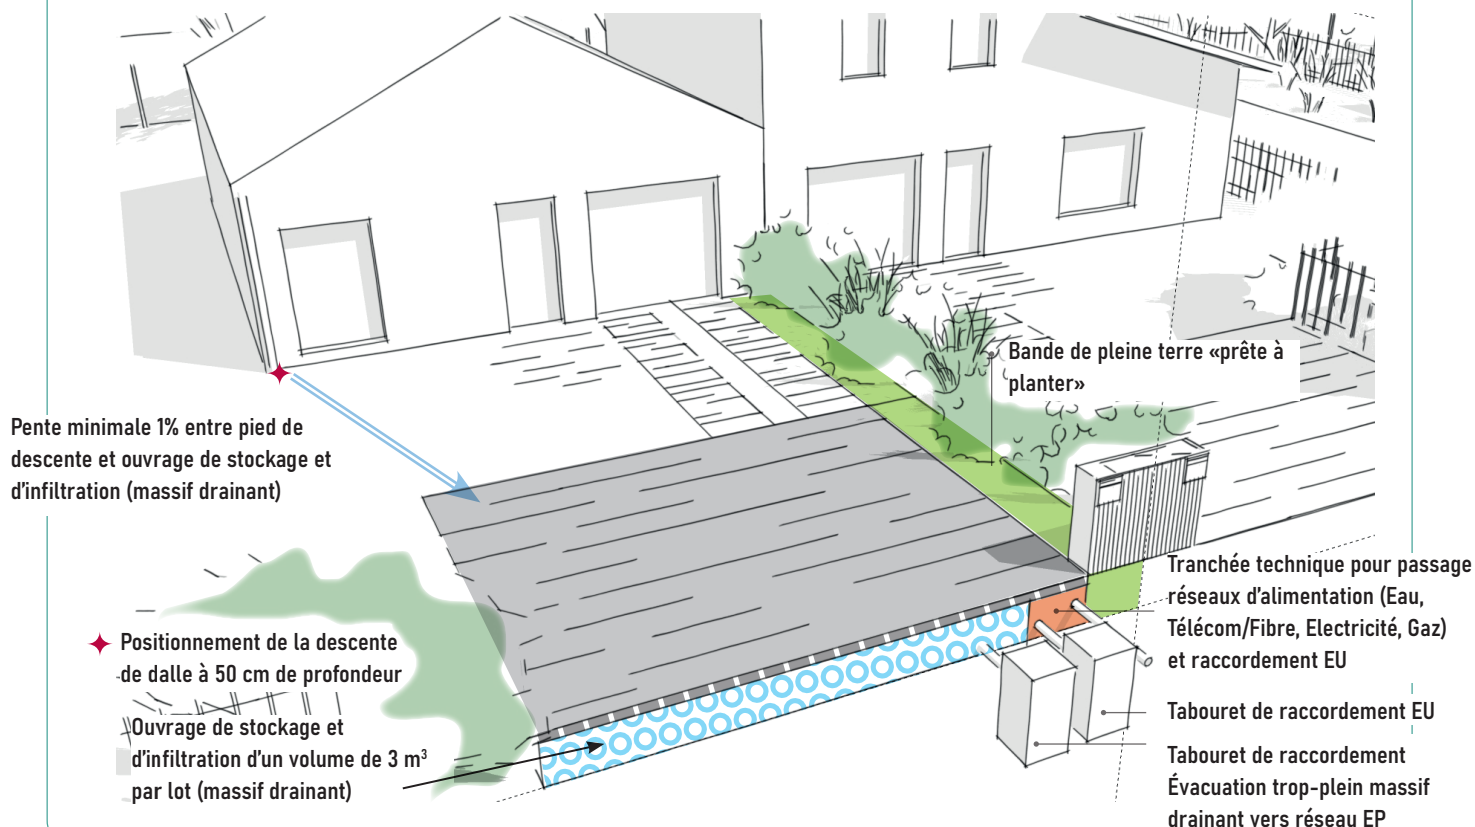 Bande de pleine terre «prête à
planter»
Pente minimale 1% entre pied de
descente et ouvrage de stockage et
d'infiltration (massif drainant)
Tranchée technique pour passage
réseaux d'alimentation (Eau,
Télécom/Fibre, Electricité, Gaz)
et raccordement EU
Positionnement de la descente
de dalle à 50 cm de profondeur
Ouvrage de stockage et
d'infiltration d'un volume de 3 m³
par lot (massif drainant)
Tabouret de raccordement EU
Tabouret de raccordement
Évacuation trop-plein massif
drainant vers réseau EP